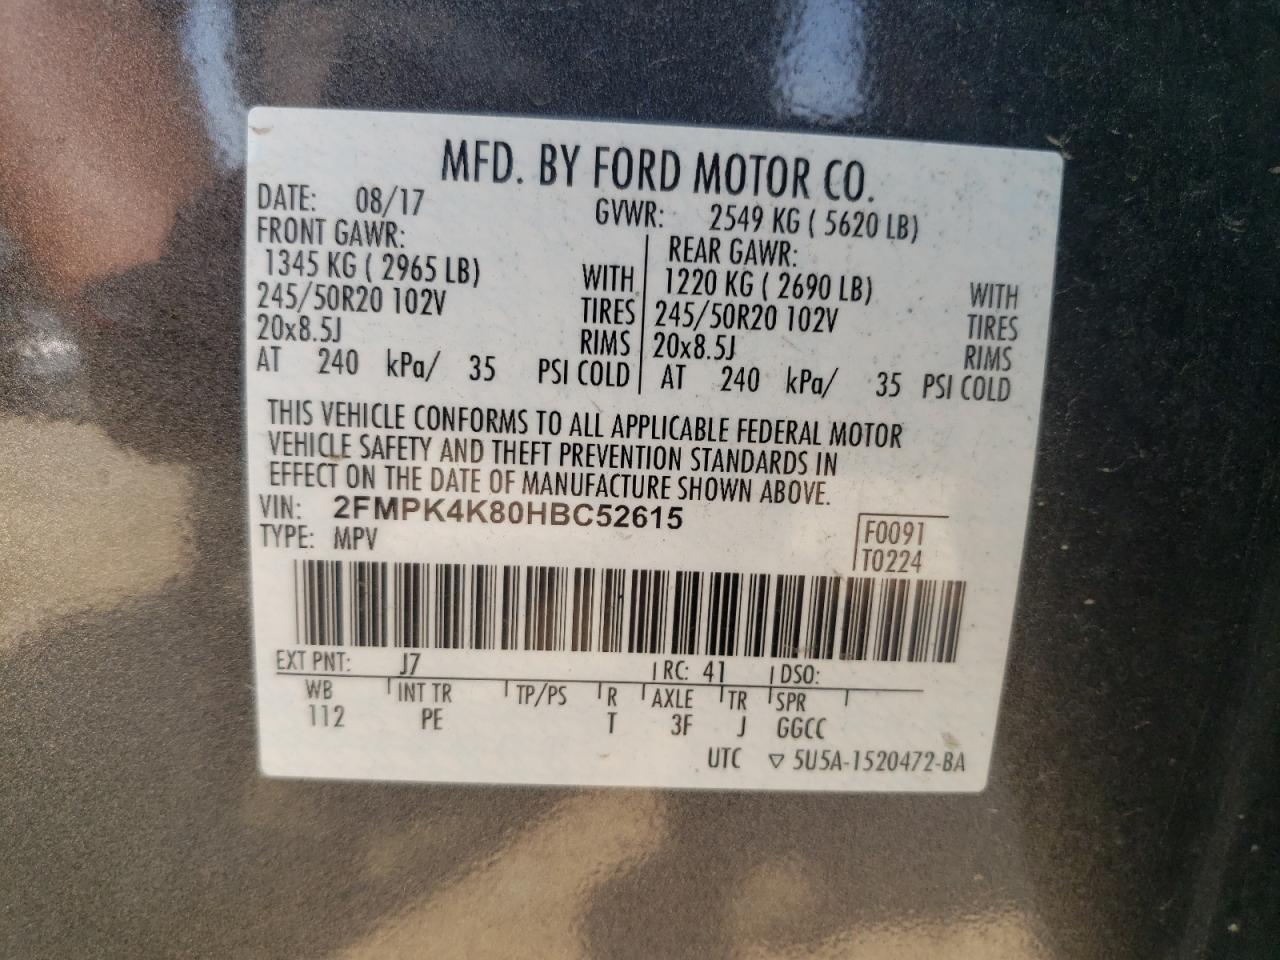 MFD. BY FORD MOTOR CO.
DATE: 08/17 GVWR: 2549 KG ( 5620 LB)
FRONT GAWR: REAR GAWR:
1345 KG ( 2965 LB) WITH 1220 KG ( 2690 LB) WITH
245/50R20 102V TIRES 245/50R20 102V TIRES
20x8.5J RIMS 20x8.5J RIMS
AT 240 kPa/ 35 PSI COLD AT 240 kPa/ 35 PSI COLD
THIS VEHICLE CONFORMS TO ALL APPLICABLE FEDERAL MOTOR
VEHICLE SAFETY AND THEFT PREVENTION STANDARDS IN
EFFECT ON THE DATE OF MANUFACTURE SHOWN ABOVE.
VIN: 2FMPK4K80HBC52615
TYPE: MPV F0091
T0224
EXT PNT: J7 RC: 41 DSO:
WB INT TR TP/PS R AXLE TR SPR
112 PE T 3F J GGCC
UTC ▽ 5U5A-1520472-BA